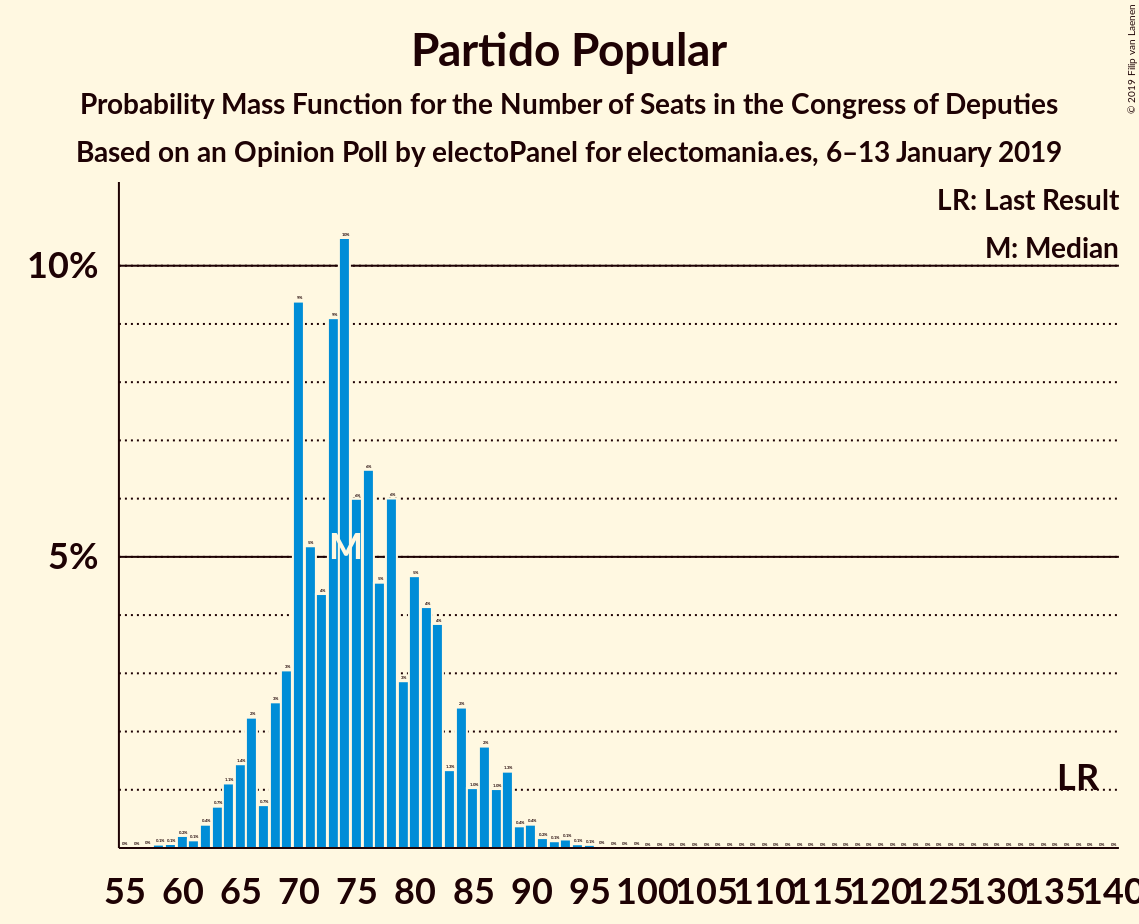 Partido Popular
Probability Mass Function for the Number of Seats in the Congress of Deputies
Based on an Opinion Poll by electoPanel for electomania.es, 6–13 January 2019
© 2019 Filip van Laenen
LR: Last Result
M: Median
10%
5%
M
LR
55 60 65 70 75 80 85 90 95 100 105 110 115 120 125 130 135 140